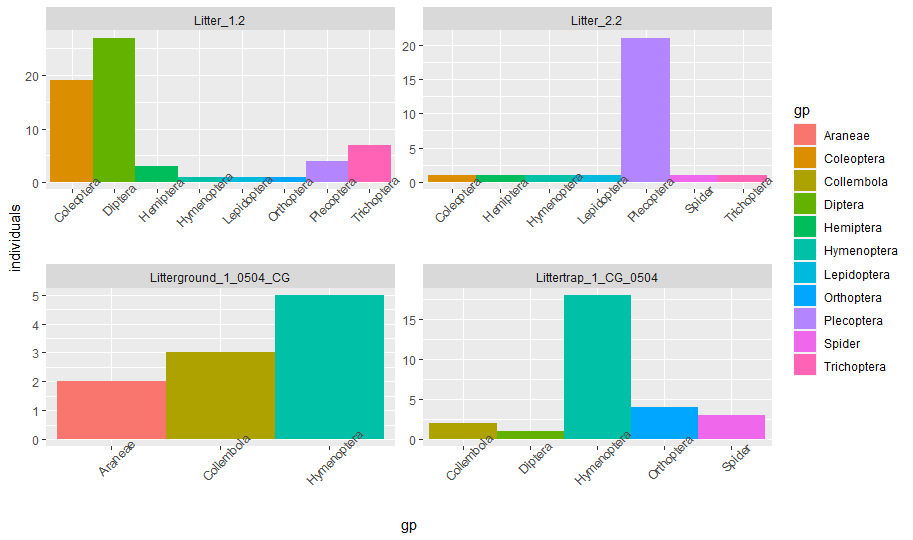 Litter_1.2
Litter_2.2
20
10
0
Coleoptera
Diptera
Hemiptera
Hymenoptera
Lepidoptera
Orthoptera
Plecoptera
Trichoptera
20
15
10
5
0
Coleoptera
Hemiptera
Hymenoptera
Lepidoptera
Plecoptera
Spider
Trichoptera
individuals
Litterground_1_0504_CG
Littertrap_1_CG_0504
5
4
3
2
1
0
Araneae
Collembola
Hymenoptera
15
10
5
0
Collembola
Diptera
Hymenoptera
Orthoptera
Spider
gp
gp
Araneae
Coleoptera
Collembola
Diptera
Hemiptera
Hymenoptera
Lepidoptera
Orthoptera
Plecoptera
Spider
Trichoptera